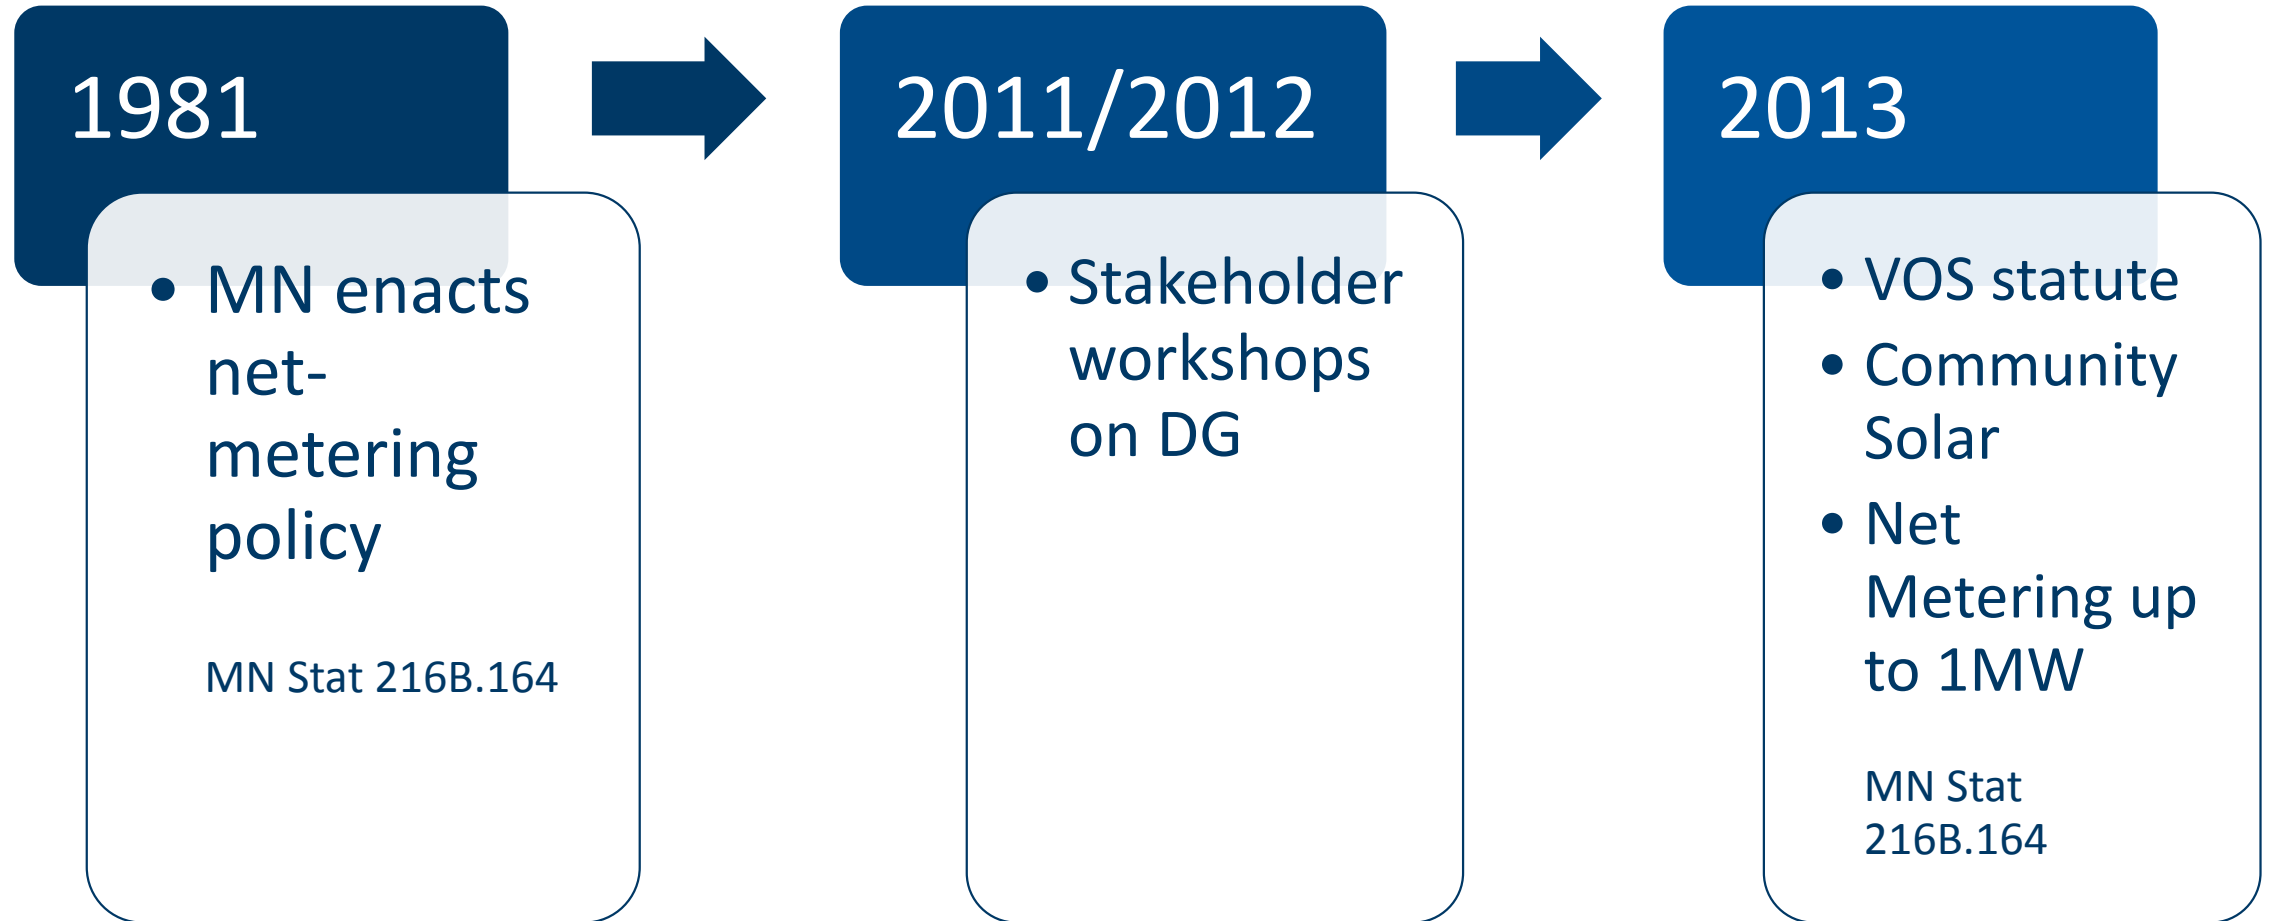 1981
• MN enacts
net-
metering
policy
MN Stat 216B.164
2011/2012
• Stakeholder
workshops
on DG
2013
• VOS statute
• Community
Solar
• Net
Metering up
to 1MW
MN Stat
216B.164